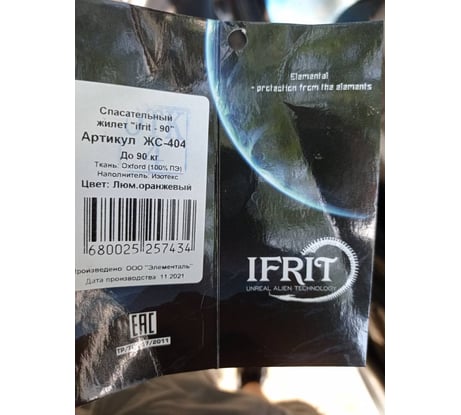 Elemental
- protection from the elements
Спасательный
жилет "ifrit - 90"
Артикул ЖС-404
До 90 кг
Ткань: Oxford (100% ПЭ)
Наполнитель: Изотекс
Цвет: Люм.оранжевый
680025 257434
Произведено ООО "Элементаль"
Дата производства 11.2021
IFRIT
UNREAL ALIEN TECHNOLOGY
EAC